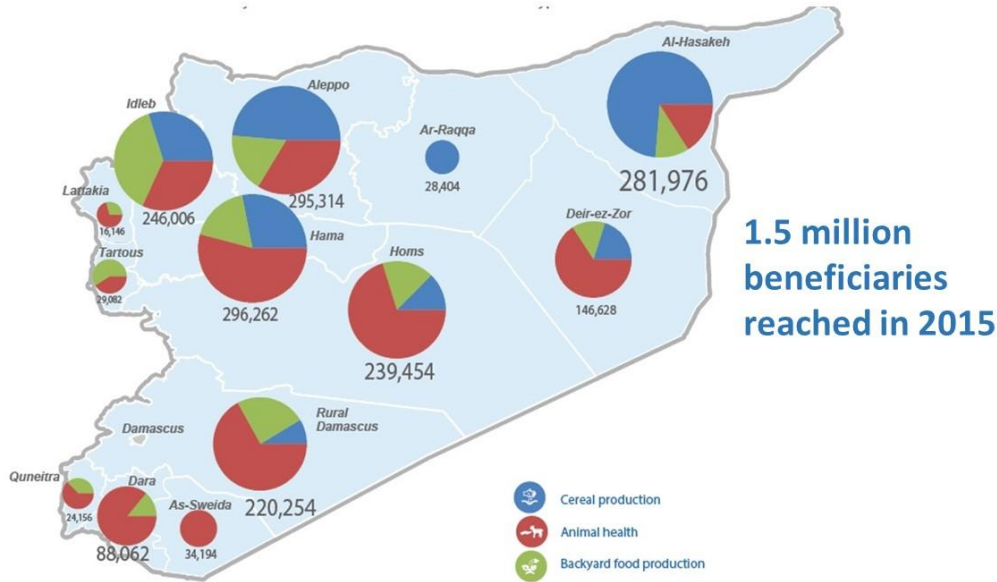 Al-Hasakeh
Aleppo
Idleb
Ar-Raqqa
281,976
28,404
295,314
Lattakia
246,006
Deir-ez-Zor
16,146
Hama
Homs
1.5 million
Tartous
beneficiaries
29,082
296,262
146,628
reached in 2015
239,454
Rural
Damascus
Damascus
Quneitra
Dara
As-Sweida
Cereal production
220,254
24,156
Animal health
88,062
34,194
Backyard food production